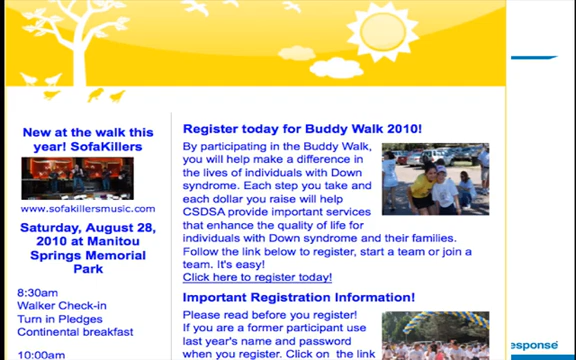 New at the walk this
year! SofaKillers
www.sofakillersmusic.com
Saturday, August 28,
2010 at Manitou
Springs Memorial
Park
8:30am
Walker Check-in
Turn in Pledges
Continental breakfast
10:00am
Register today for Buddy Walk 2010!
By participating in the Buddy Walk,
you will help make a difference in
the lives of individuals with Down
syndrome. Each step you take and
each dollar you raise will help
CSDSA provide important services
that enhance the quality of life for
individuals with Down syndrome and their families.
Follow the link below to register, start a team or join a
team. It's easy!
Click here to register today!
Important Registration Information!
Please read before you register!
If you are a former participant use
last year's name and password
when you register. Click on the link
esponse